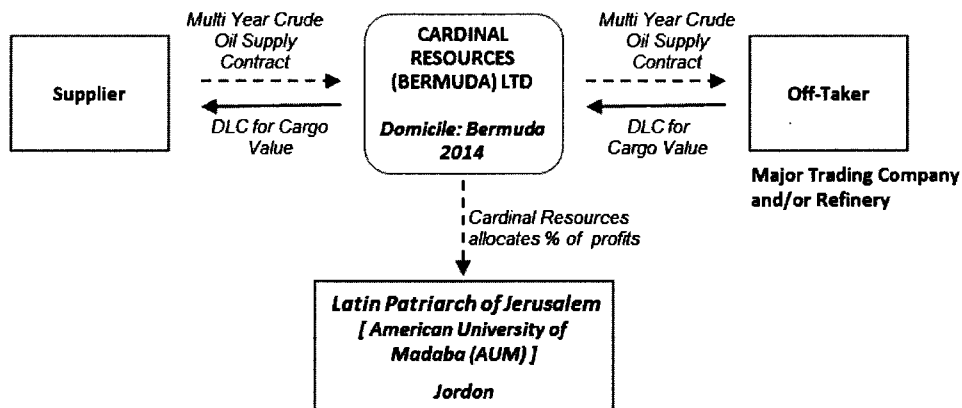 Multi Year Crude
Oil Supply
Contract
Supplier
DLC for Cargo
Value
CARDINAL
RESOURCES
(BERMUDA) LTD
Domicile: Bermuda
2014
Multi Year Crude
Oil Supply
Contract
DLC for
Cargo Value
Off-Taker
Major Trading Company
and/or Refinery
Cardinal Resources
allocates % of profits
Latin Patriarch of Jerusalem
[ American University of
Madaba (AUM) ]
Jordon